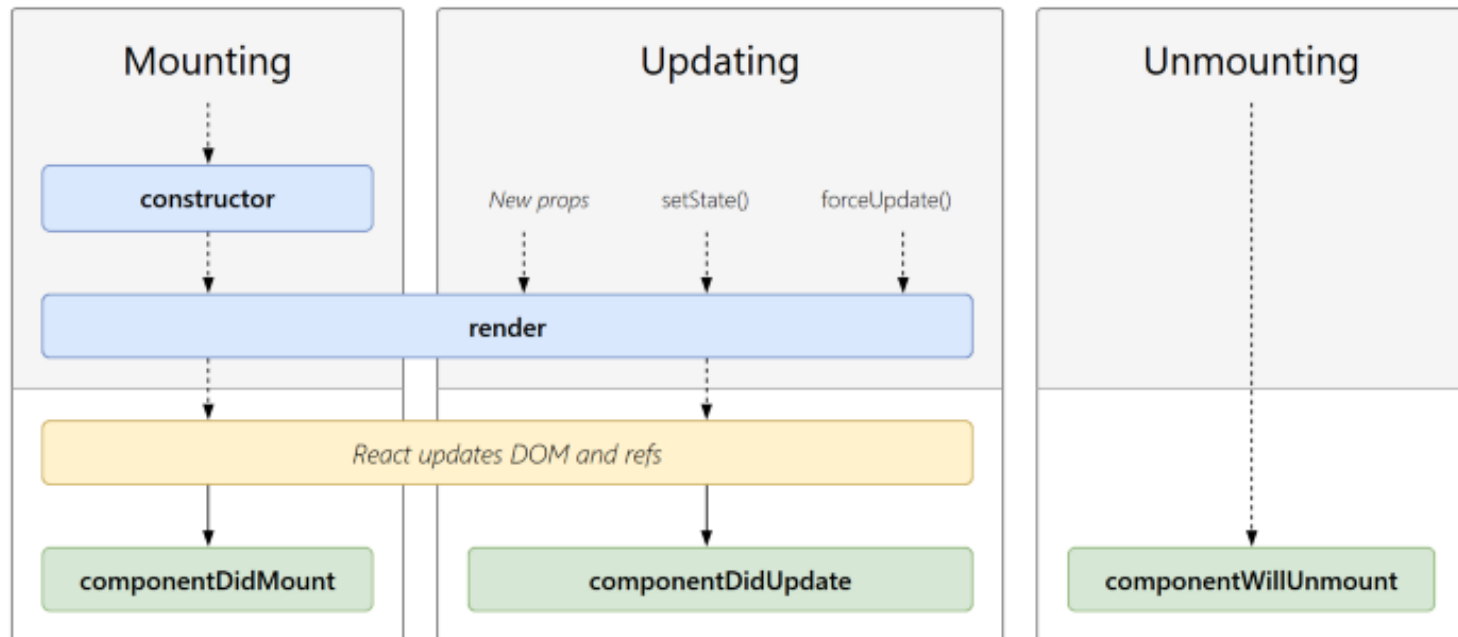 Mounting
Updating
Unmounting
constructor
New props
setState()
forceUpdate()
render
React updates DOM and refs
componentDidMount
componentDidUpdate
componentWillUnmount